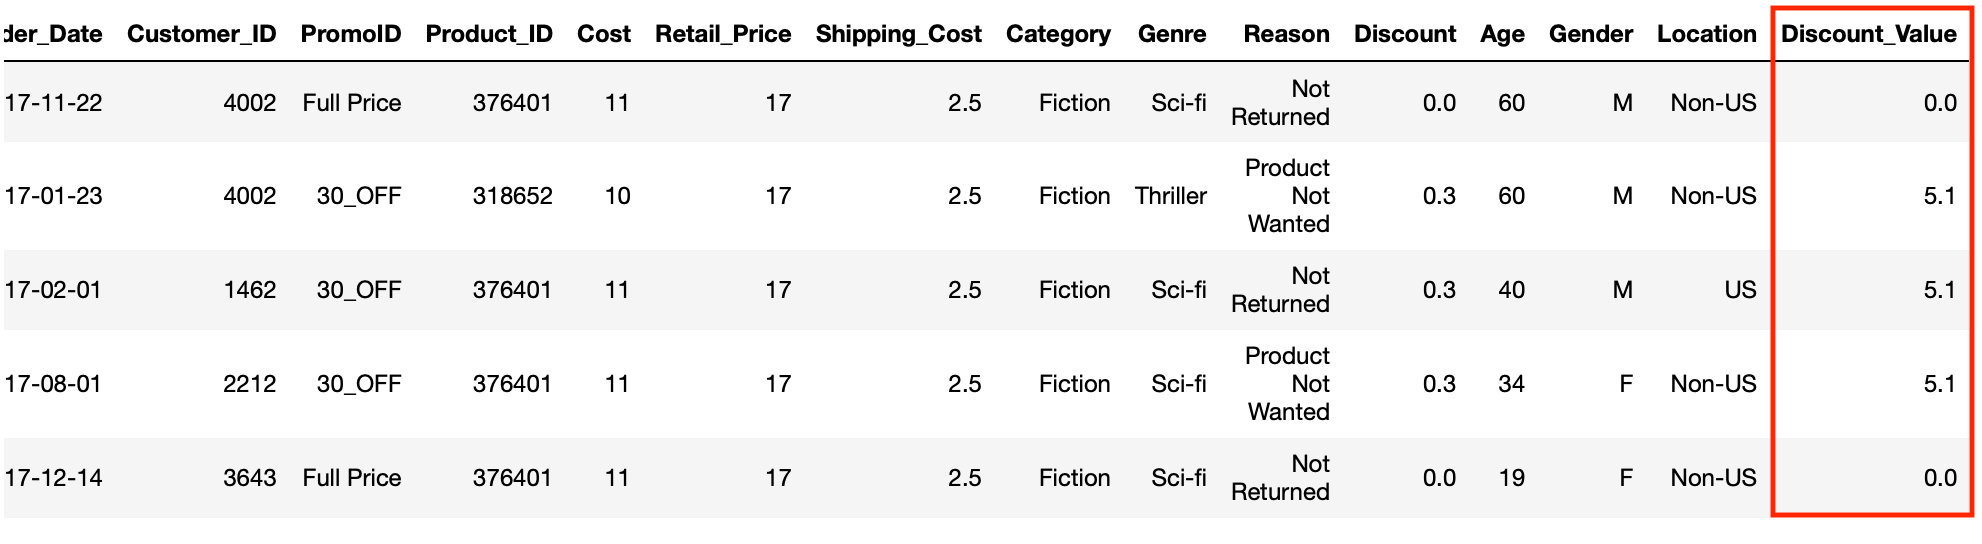 der_Date Customer_ID PromoID Product_ID Cost Retail_Price Shipping_Cost Category Genre Reason Discount Age Gender Location Discount_Value
17-11-22 4002 Full Price 376401 11 17 2.5 Fiction Sci-fi Not Returned 0.0 60 M Non-US 0.0
17-01-23 4002 30_OFF 318652 10 17 2.5 Fiction Thriller Product Not Wanted 0.3 60 M Non-US 5.1
17-02-01 1462 30_OFF 376401 11 17 2.5 Fiction Sci-fi Not Returned 0.3 40 M US 5.1
17-08-01 2212 30_OFF 376401 11 17 2.5 Fiction Sci-fi Product Not Wanted 0.3 34 F Non-US 5.1
17-12-14 3643 Full Price 376401 11 17 2.5 Fiction Sci-fi Not Returned 0.0 19 F Non-US 0.0